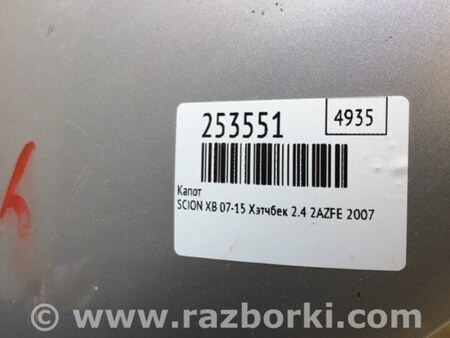 253551
4935
Капот
SCION XB 07-15 Хэтчбек 2.4 2AZFE 2007
© www.razborki.com